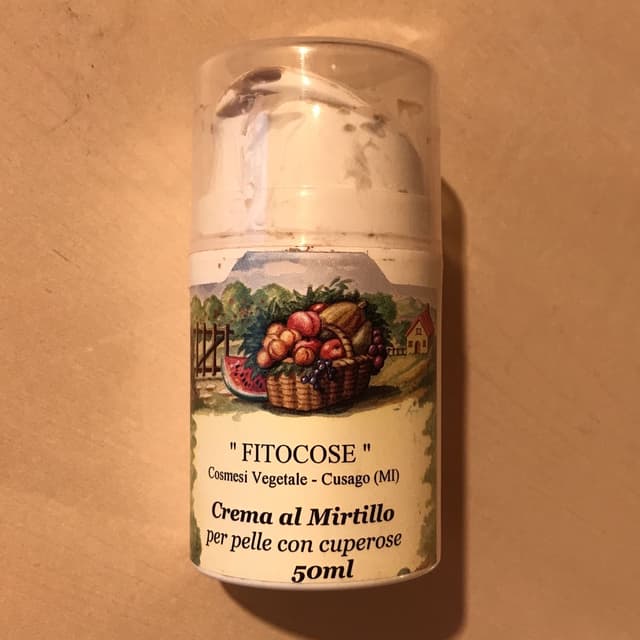 " FITOCOSE "
Cosmesi Vegetale - Cusago (MI)
Crema al Mirtillo
per pelle con cuperose
50ml